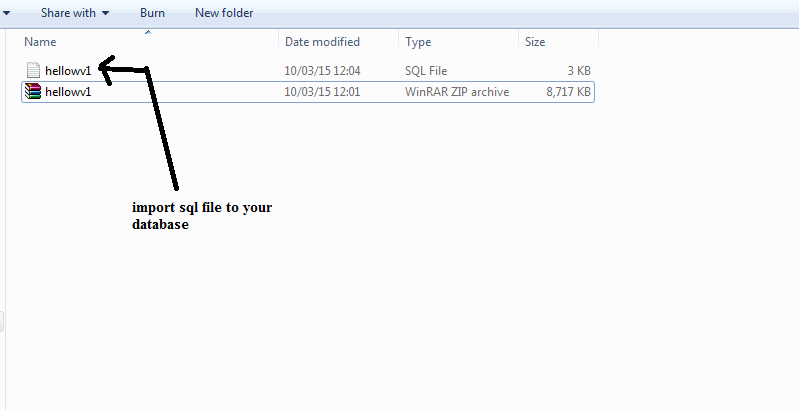 Share with Burn New folder
Name Date modified Type Size
hellowv1 10/03/15 12:04 SQL File 3 KB
hellowv1 10/03/15 12:01 WinRAR ZIP archive 8,717 KB
import sql file to your
database